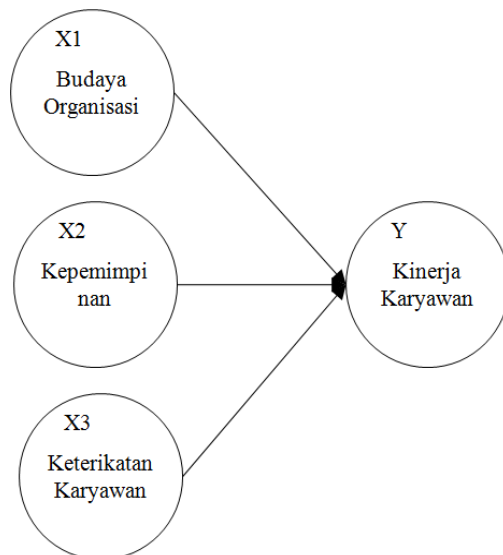 X1
Budaya
Organisasi
X2
Kepemimpi
nan
Y
Kinerja
Karyawan
X3
Keterikatan
Karyawan